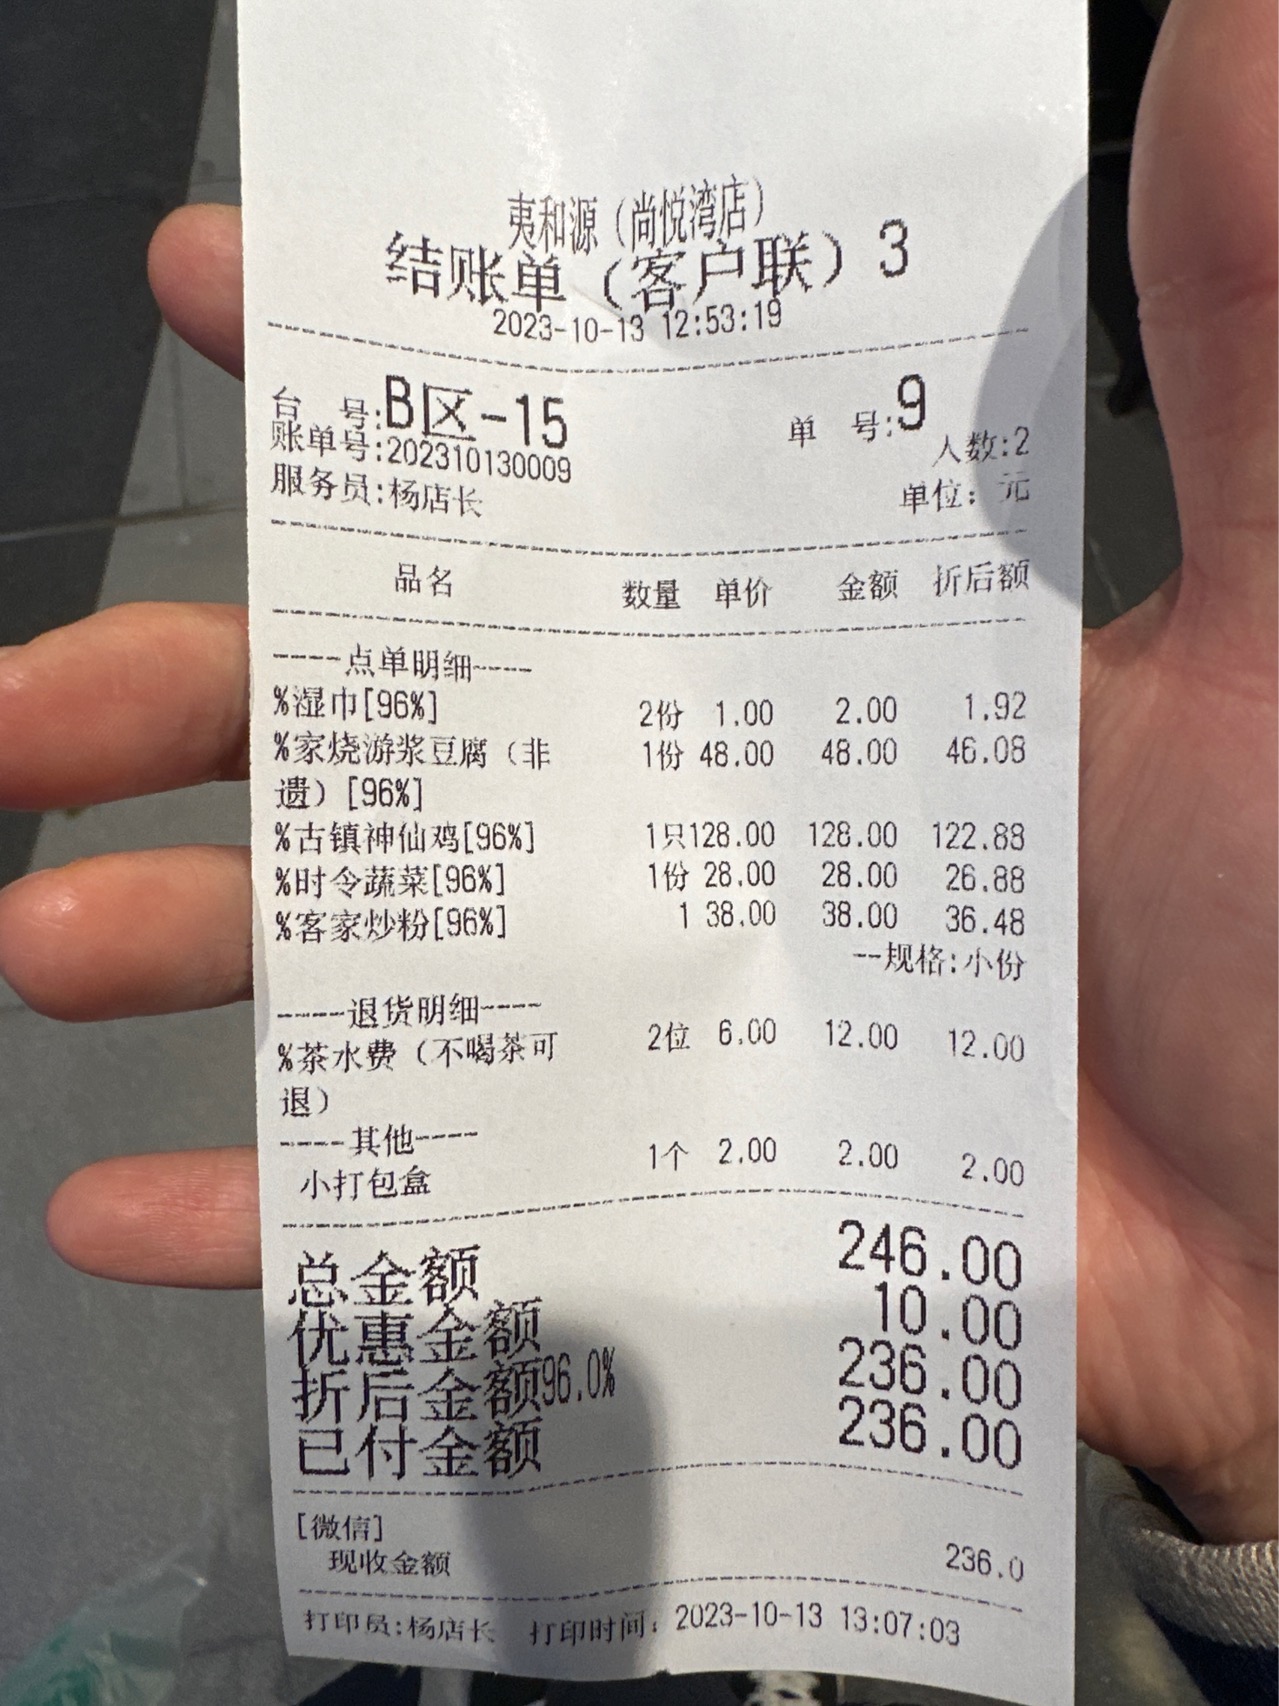 夷和源（尚悦湾店）
结账单（客户联）3
2023-10-13 12:53:19
台 号:B区-15 单 号:9
账单号:202310130009 人数:2
服务员:杨店长 单位：元
品名 数量 单价 金额 折后额
----点单明细----
%湿巾[96%] 2份 1.00 2.00 1.92
%家烧游浆豆腐（非 1份 48.00 48.00 46.08
遗）[96%]
%古镇神仙鸡[96%] 1只128.00 128.00 122.88
%时令蔬菜[96%] 1份 28.00 28.00 26.88
%客家炒粉[96%] 1 38.00 38.00 36.48
--规格:小份
----退货明细----
%茶水费（不喝茶可 2位 6.00 12.00 12.00
退）
----其他----
小打包盒 1个 2.00 2.00 2.00
总金额 246.00
优惠金额 10.00
折后金额96.0% 236.00
已付金额 236.00
[微信]
现收金额 236.0
打印员:杨店长 打印时间：2023-10-13 13:07:03